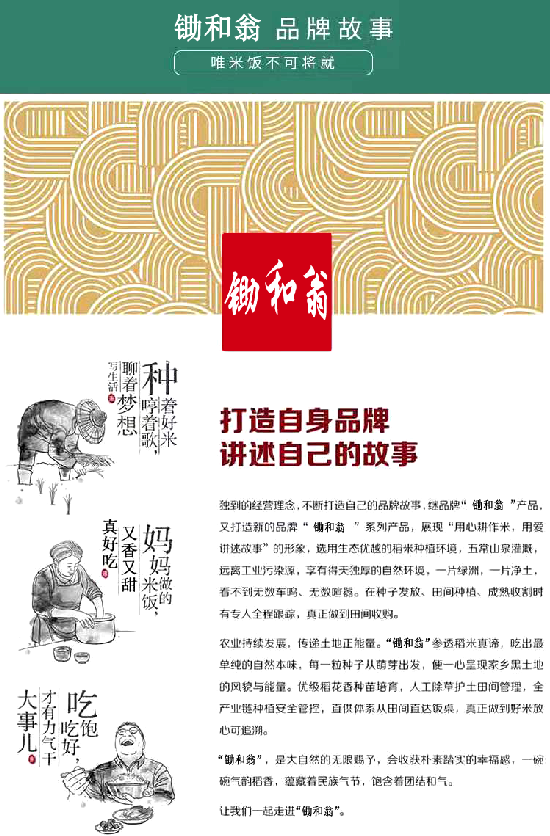 锄和翁 品牌故事
唯米饭不可将就
锄和翁
种着好米
哼着歌，
聊着梦想
写生活
妈妈做的
米饭，
又香又甜
真好吃
吃饱
吃好，
才有力气干
大事儿
打造自身品牌
讲述自己的故事
独到的经营理念，不断打造自己的品牌故事，继品牌“ 锄和翁 ”产品，
又打造新的品牌“ 锄和翁 ”系列产品，展现“用心耕作米，用爱
讲述故事”的形象，选用生态优越的稻米种植环境，五常山泉灌溉，
远离工业污染源，享有得天独厚的自然环境，一片绿洲，一片净土，
看不到无数车鸣、无数喧嚣。在种子发放、田间种植、成熟收割时
有专人全程跟踪，真正做到田间收购。
农业持续发展，传递土地正能量。“锄和翁”参透稻米真谛，吃出最
单纯的自然本味，每一粒种子从萌芽出发，便一心呈现家乡黑土地
的风貌与能量。优级稻花香种苗培育，人工除草护土田间管理，全
产业链种植安全管控，直供体系从田间直达饭桌，真正做到好米放
心可追溯。
“锄和翁”，是大自然的无限赐予，会收获朴素踏实的幸福感，一碗
碗气韵稻香，蕴藏着民族气节，饱含着团结和气。
让我们一起走进“锄和翁”。